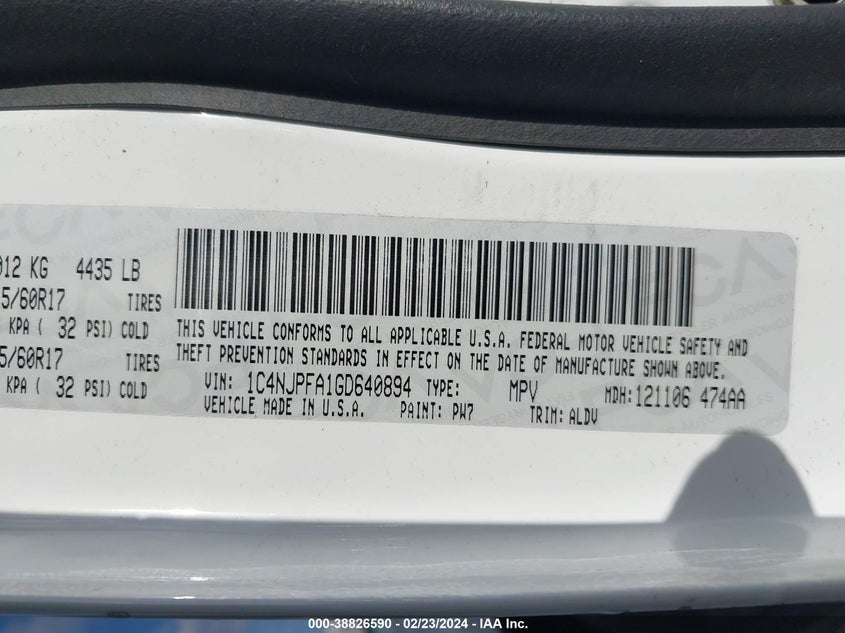 012 KG 4435 LB
5/60R17 TIRES
KPA ( 32 PSI) COLD
5/60R17 TIRES
KPA ( 32 PSI) COLD
THIS VEHICLE CONFORMS TO ALL APPLICABLE U.S.A. FEDERAL MOTOR VEHICLE SAFETY AND
THEFT PREVENTION STANDARDS IN EFFECT ON THE DATE OF MANUFACTURE SHOWN ABOVE.
VIN: 1C4NJPFA1GD640894 TYPE: MPV MDH: 121106 474AA
VEHICLE MADE IN U.S.A. PAINT: PW7 TRIM: ALDV
000-38826590 - 02/23/2024 - IAA Inc.